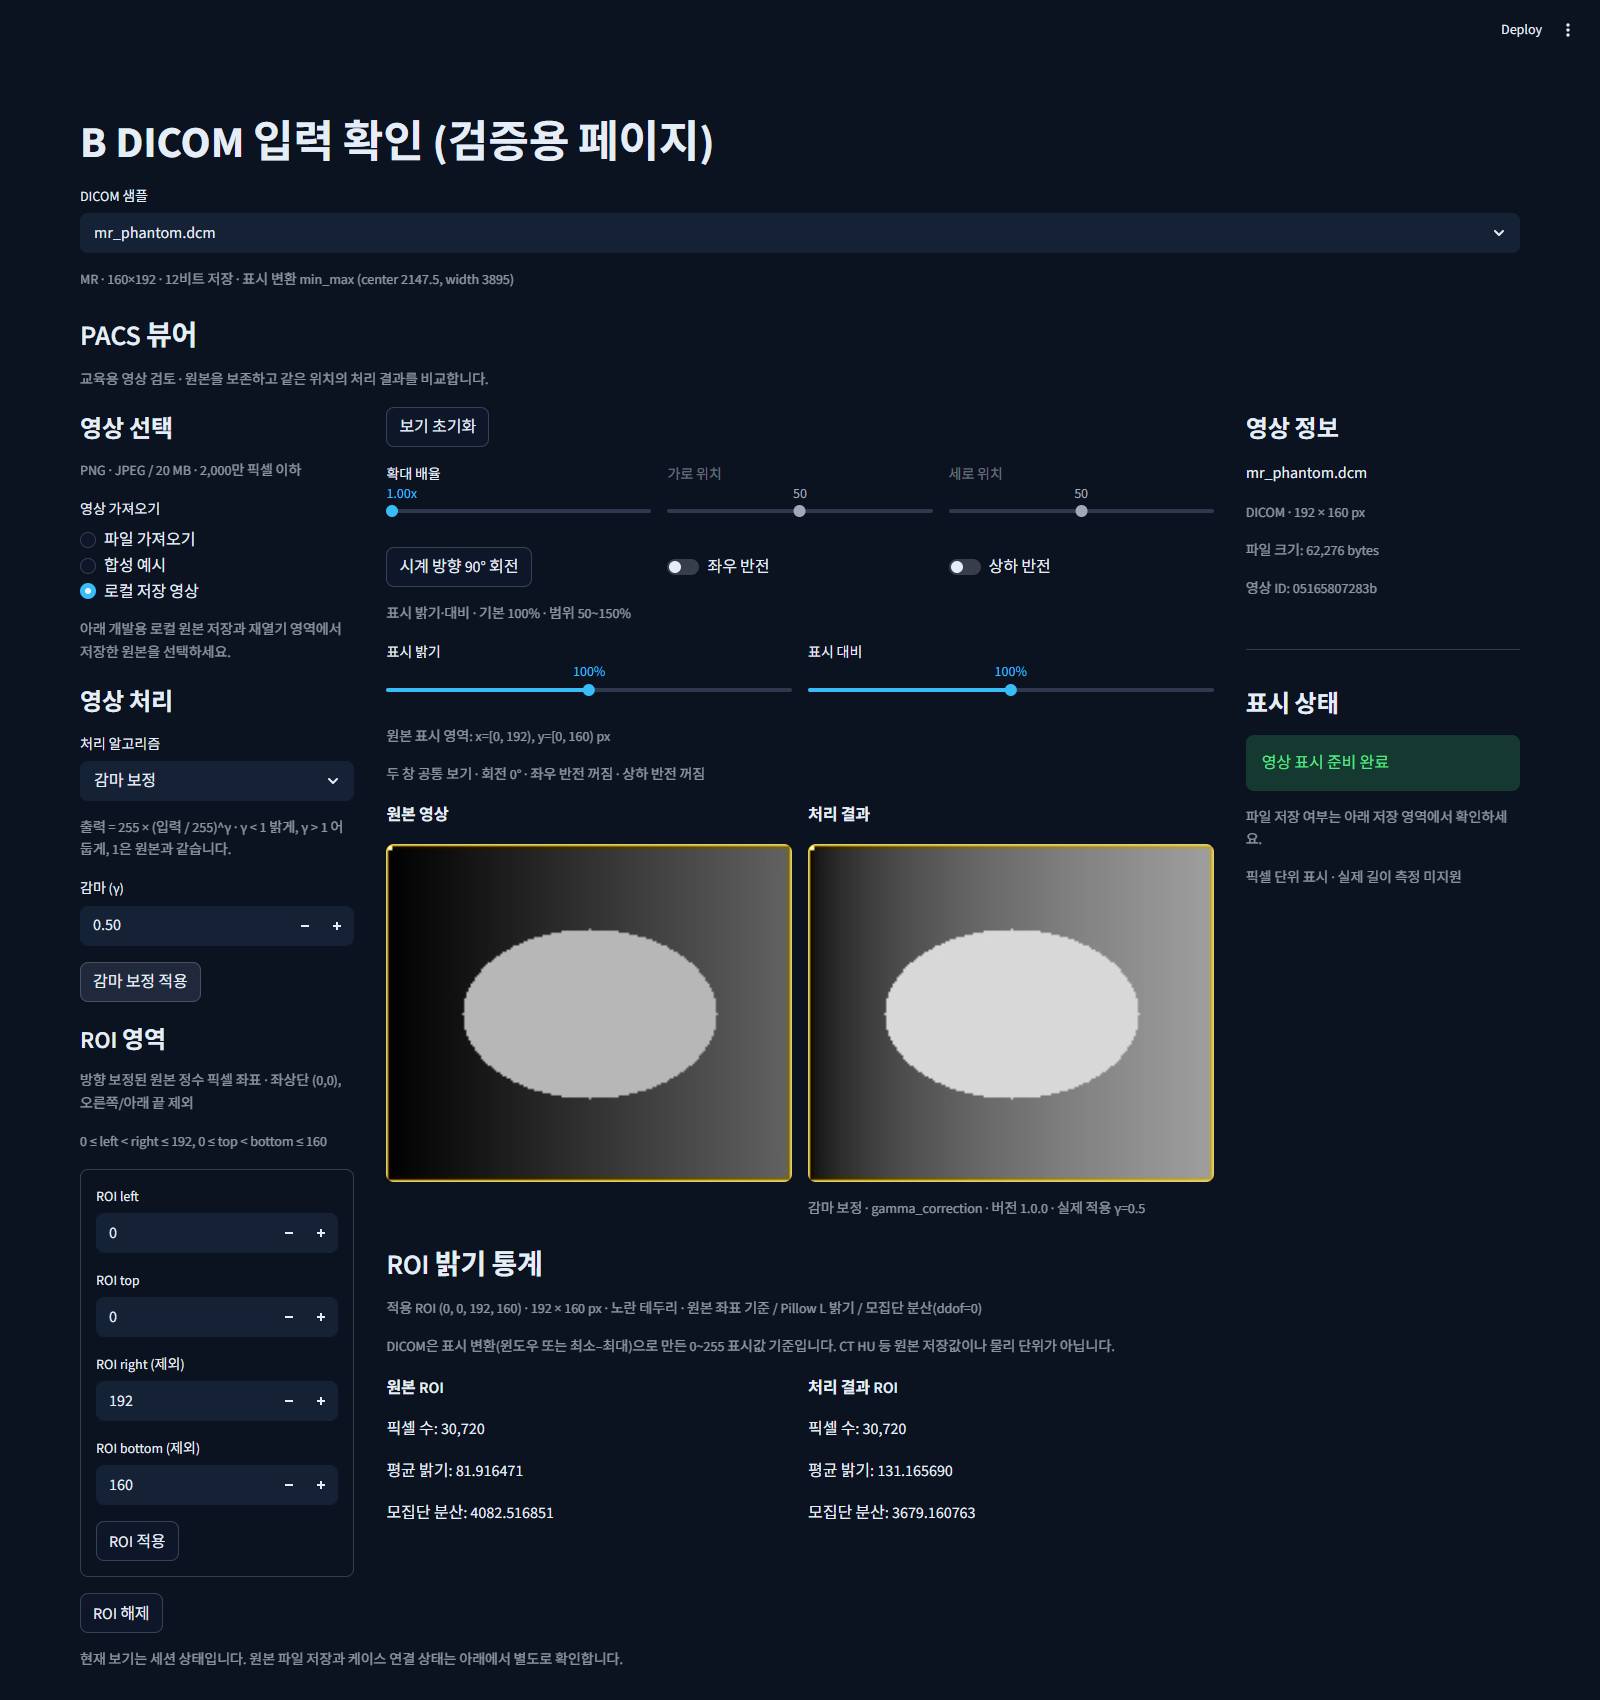 Deploy
B DICOM 입력 확인 (검증용 페이지)
DICOM 샘플
mr_phantom.dcm
MR · 160×192 · 12비트 저장 · 표시 변환 min_max (center 2147.5, width 3895)
PACS 뷰어
교육용 영상 검토 · 원본을 보존하고 같은 위치의 처리 결과를 비교합니다.
영상 선택
PNG · JPEG / 20 MB · 2,000만 픽셀 이하
영상 가져오기
파일 가져오기
합성 예시
로컬 저장 영상
아래 개발용 로컬 원본 저장과 재열기 영역에서
저장한 원본을 선택하세요.
영상 처리
처리 알고리즘
감마 보정
출력 = 255 × (입력 / 255)^γ · γ < 1 밝게, γ > 1 어
둡게, 1은 원본과 같습니다.
감마 (γ)
0.50
감마 보정 적용
ROI 영역
방향 보정된 원본 정수 픽셀 좌표 · 좌상단 (0,0),
오른쪽/아래 끝 제외
0 ≤ left < right ≤ 192, 0 ≤ top < bottom ≤ 160
ROI left
0
ROI top
0
ROI right (제외)
192
ROI bottom (제외)
160
ROI 적용
ROI 해제
현재 보기는 세션 상태입니다. 원본 파일 저장과 케이스 연결 상태는 아래에서 별도로 확인합니다.
보기 초기화
확대 배율
1.00x
가로 위치
50
세로 위치
50
시계 방향 90° 회전
좌우 반전
상하 반전
표시 밝기·대비 · 기본 100% · 범위 50~150%
표시 밝기
100%
표시 대비
100%
원본 표시 영역: x=[0, 192), y=[0, 160) px
두 창 공통 보기 · 회전 0° · 좌우 반전 꺼짐 · 상하 반전 꺼짐
원본 영상
처리 결과
감마 보정 · gamma_correction · 버전 1.0.0 · 실제 적용 γ=0.5
ROI 밝기 통계
적용 ROI (0, 0, 192, 160) · 192 × 160 px · 노란 테두리 · 원본 좌표 기준 / Pillow L 밝기 / 모집단 분산(ddof=0)
DICOM은 표시 변환(윈도우 또는 최소–최대)으로 만든 0~255 표시값 기준입니다. CT HU 등 원본 저장값이나 물리 단위가 아닙니다.
원본 ROI
픽셀 수: 30,720
평균 밝기: 81.916471
모집단 분산: 4082.516851
처리 결과 ROI
픽셀 수: 30,720
평균 밝기: 131.165690
모집단 분산: 3679.160763
영상 정보
mr_phantom.dcm
DICOM · 192 × 160 px
파일 크기: 62,276 bytes
영상 ID: 05165807283b
표시 상태
영상 표시 준비 완료
파일 저장 여부는 아래 저장 영역에서 확인하세
요.
픽셀 단위 표시 · 실제 길이 측정 미지원